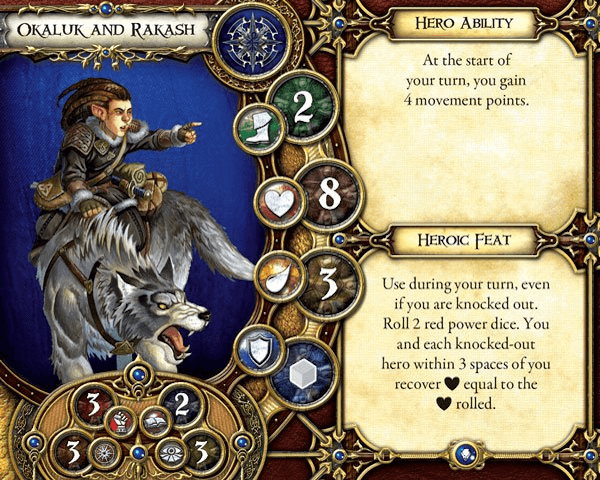 Okaluk and Rakash
2
8
3
3
2
3
3
Hero Ability
At the start of
your turn, you gain
4 movement points.
Heroic Feat
Use during your turn, even
if you are knocked out.
Roll 2 red power dice. You
and each knocked-out
hero within 3 spaces of you
recover ♥ equal to the
♥ rolled.